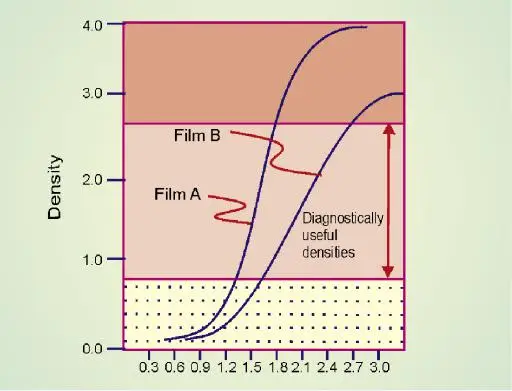 4.0
3.0
2.0
1.0
0.0
Density
Film B
Film A
Diagnostically
useful
densities
0.3 0.6 0.9 1.2 1.5 1.8 2.1 2.4 2.7 3.0